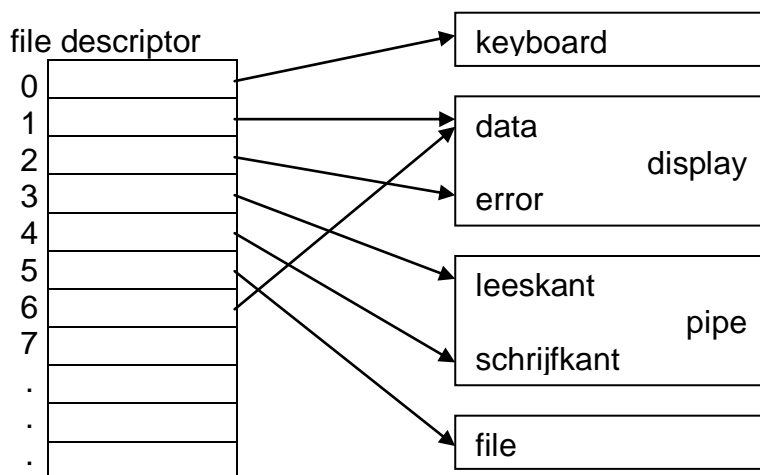 file descriptor
0
1
2
3
4
5
6
7
.
.
.
keyboard
data
display
error
leeskant
pipe
schrijfkant
file